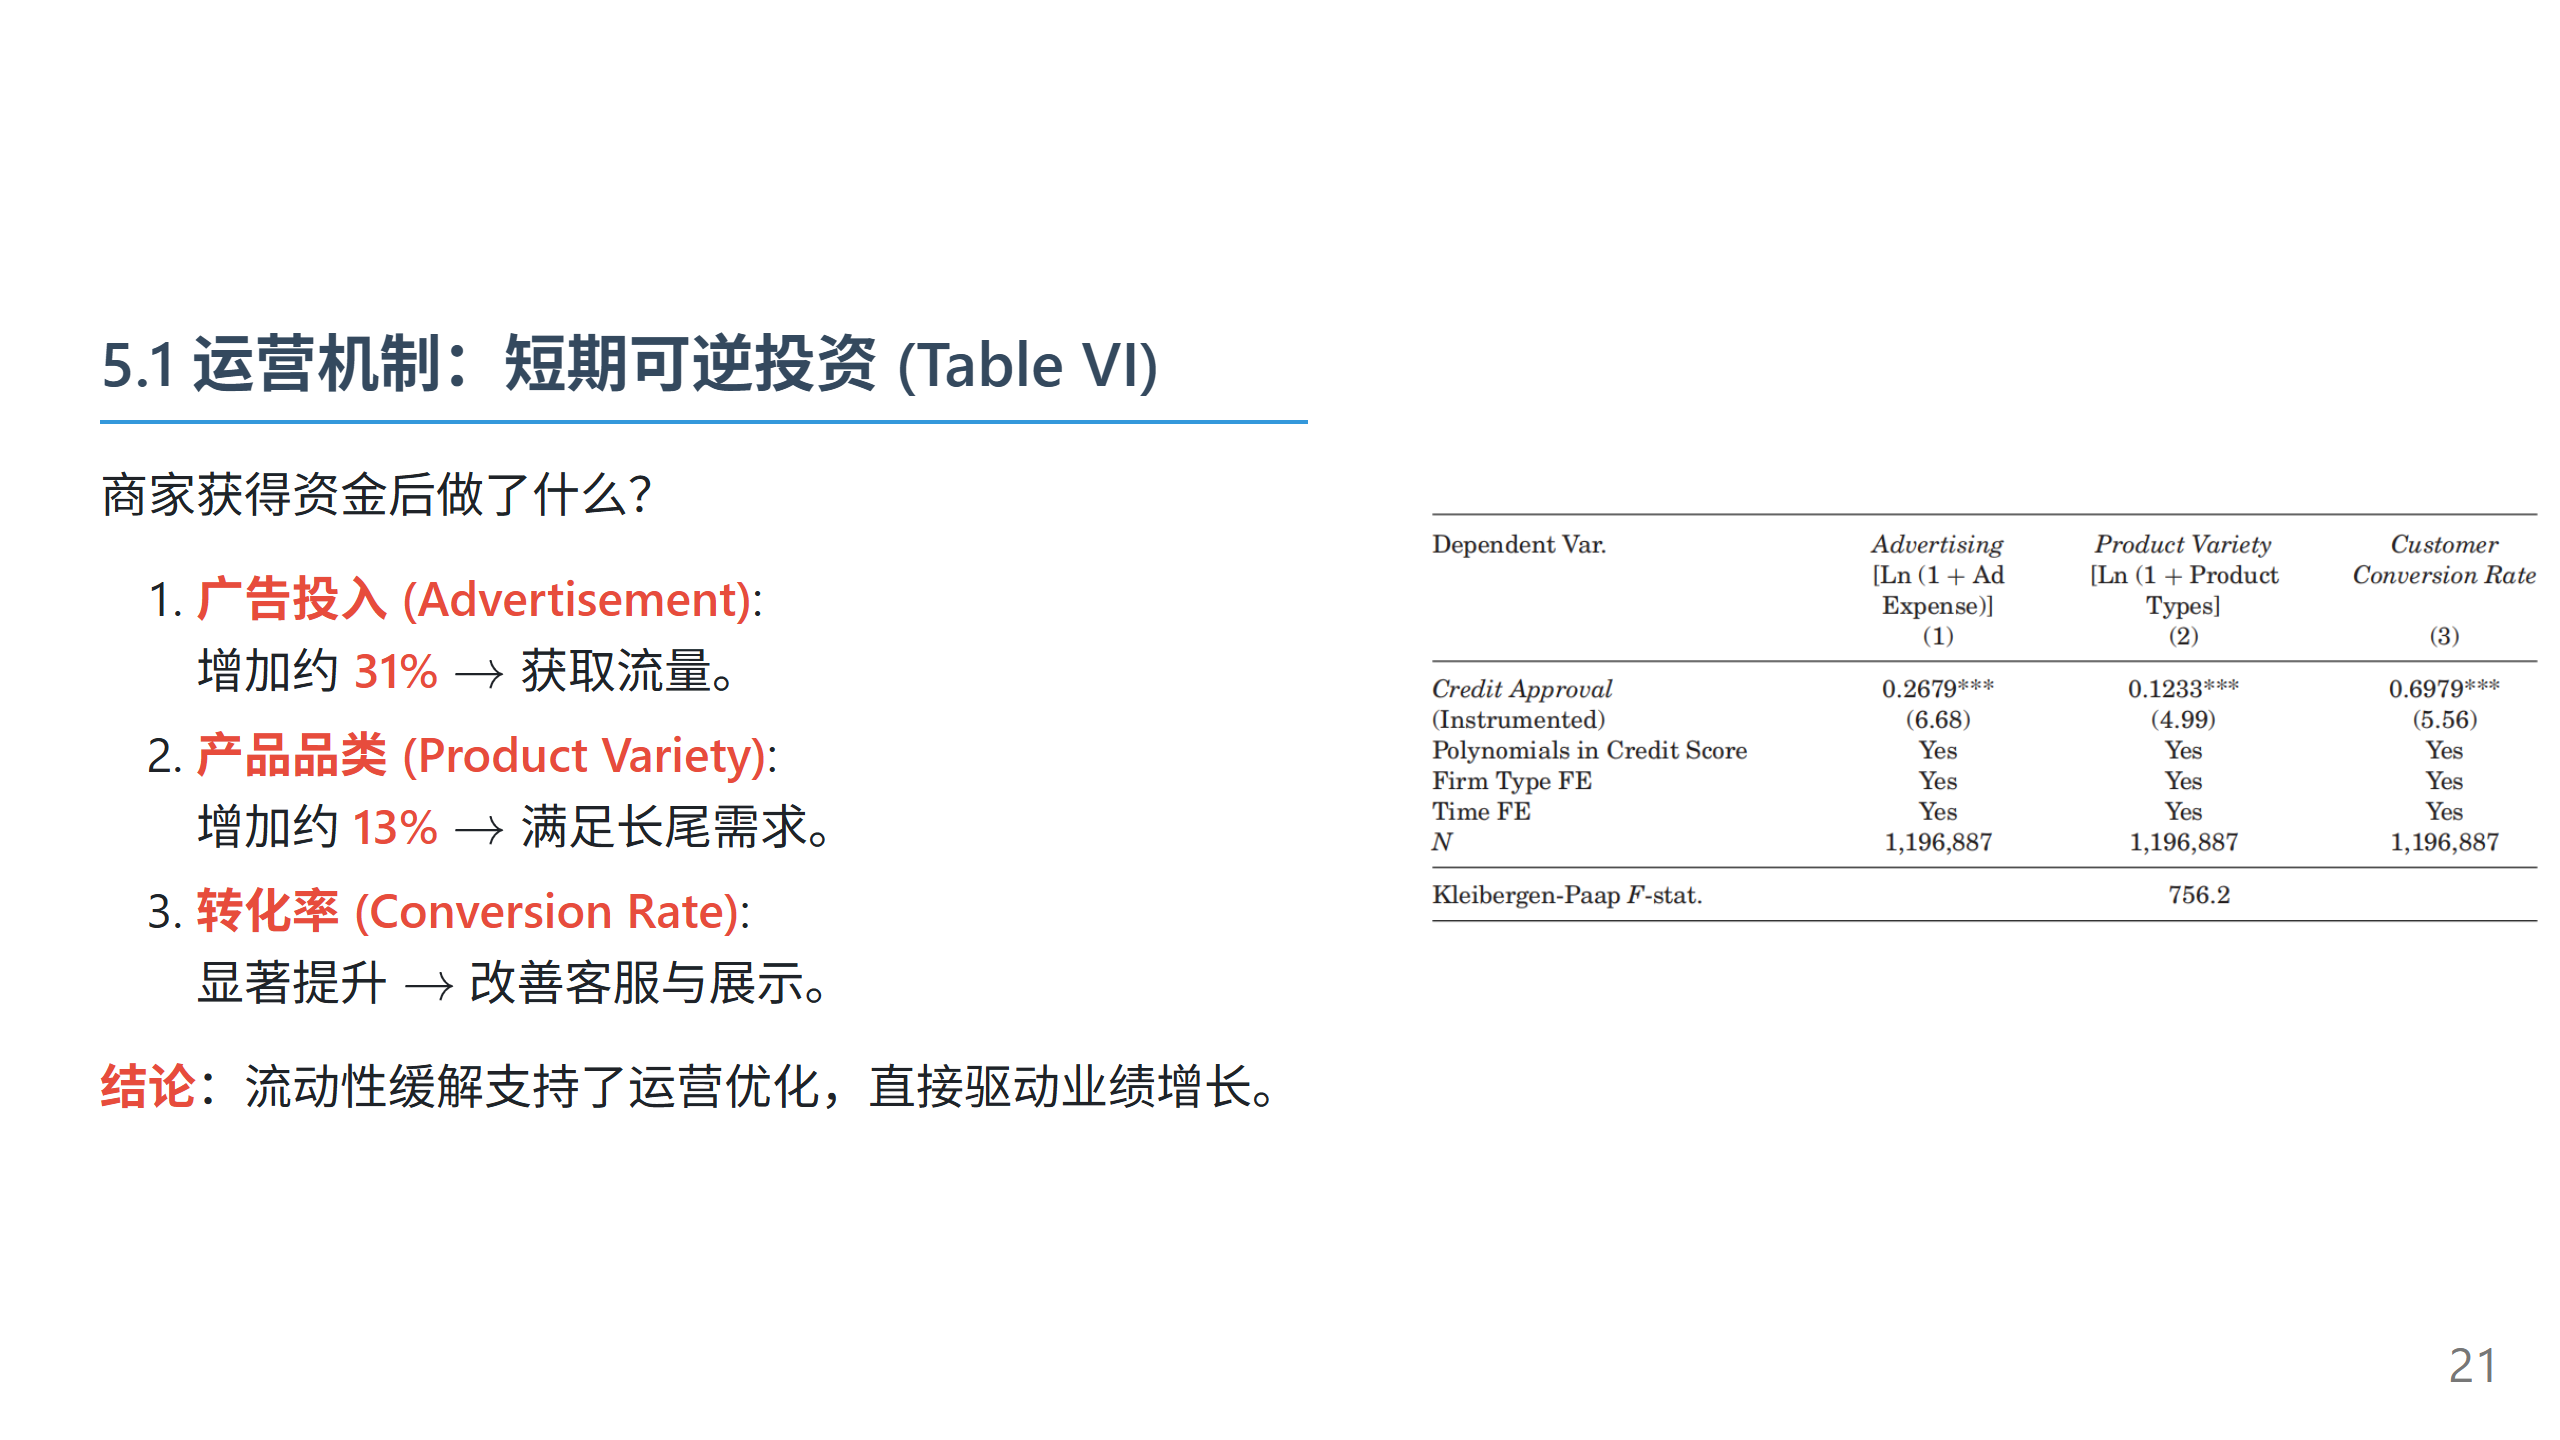 5.1 运营机制：短期可逆投资 (Table VI)
商家获得资金后做了什么？
1. 广告投入 (Advertisement):
增加约 31% → 获取流量。
2. 产品品类 (Product Variety):
增加约 13% → 满足长尾需求。
3. 转化率 (Conversion Rate):
显著提升 → 改善客服与展示。
结论：流动性缓解支持了运营优化，直接驱动业绩增长。
Dependent Var. Advertising Product Variety Customer
[Ln (1 + Ad [Ln (1 + Product Conversion Rate
Expense)] Types]
(1) (2) (3)
Credit Approval 0.2679*** 0.1233*** 0.6979***
(Instrumented) (6.68) (4.99) (5.56)
Polynomials in Credit Score Yes Yes Yes
Firm Type FE Yes Yes Yes
Time FE Yes Yes Yes
N 1,196,887 1,196,887 1,196,887
Kleibergen-Paap F-stat. 756.2
21